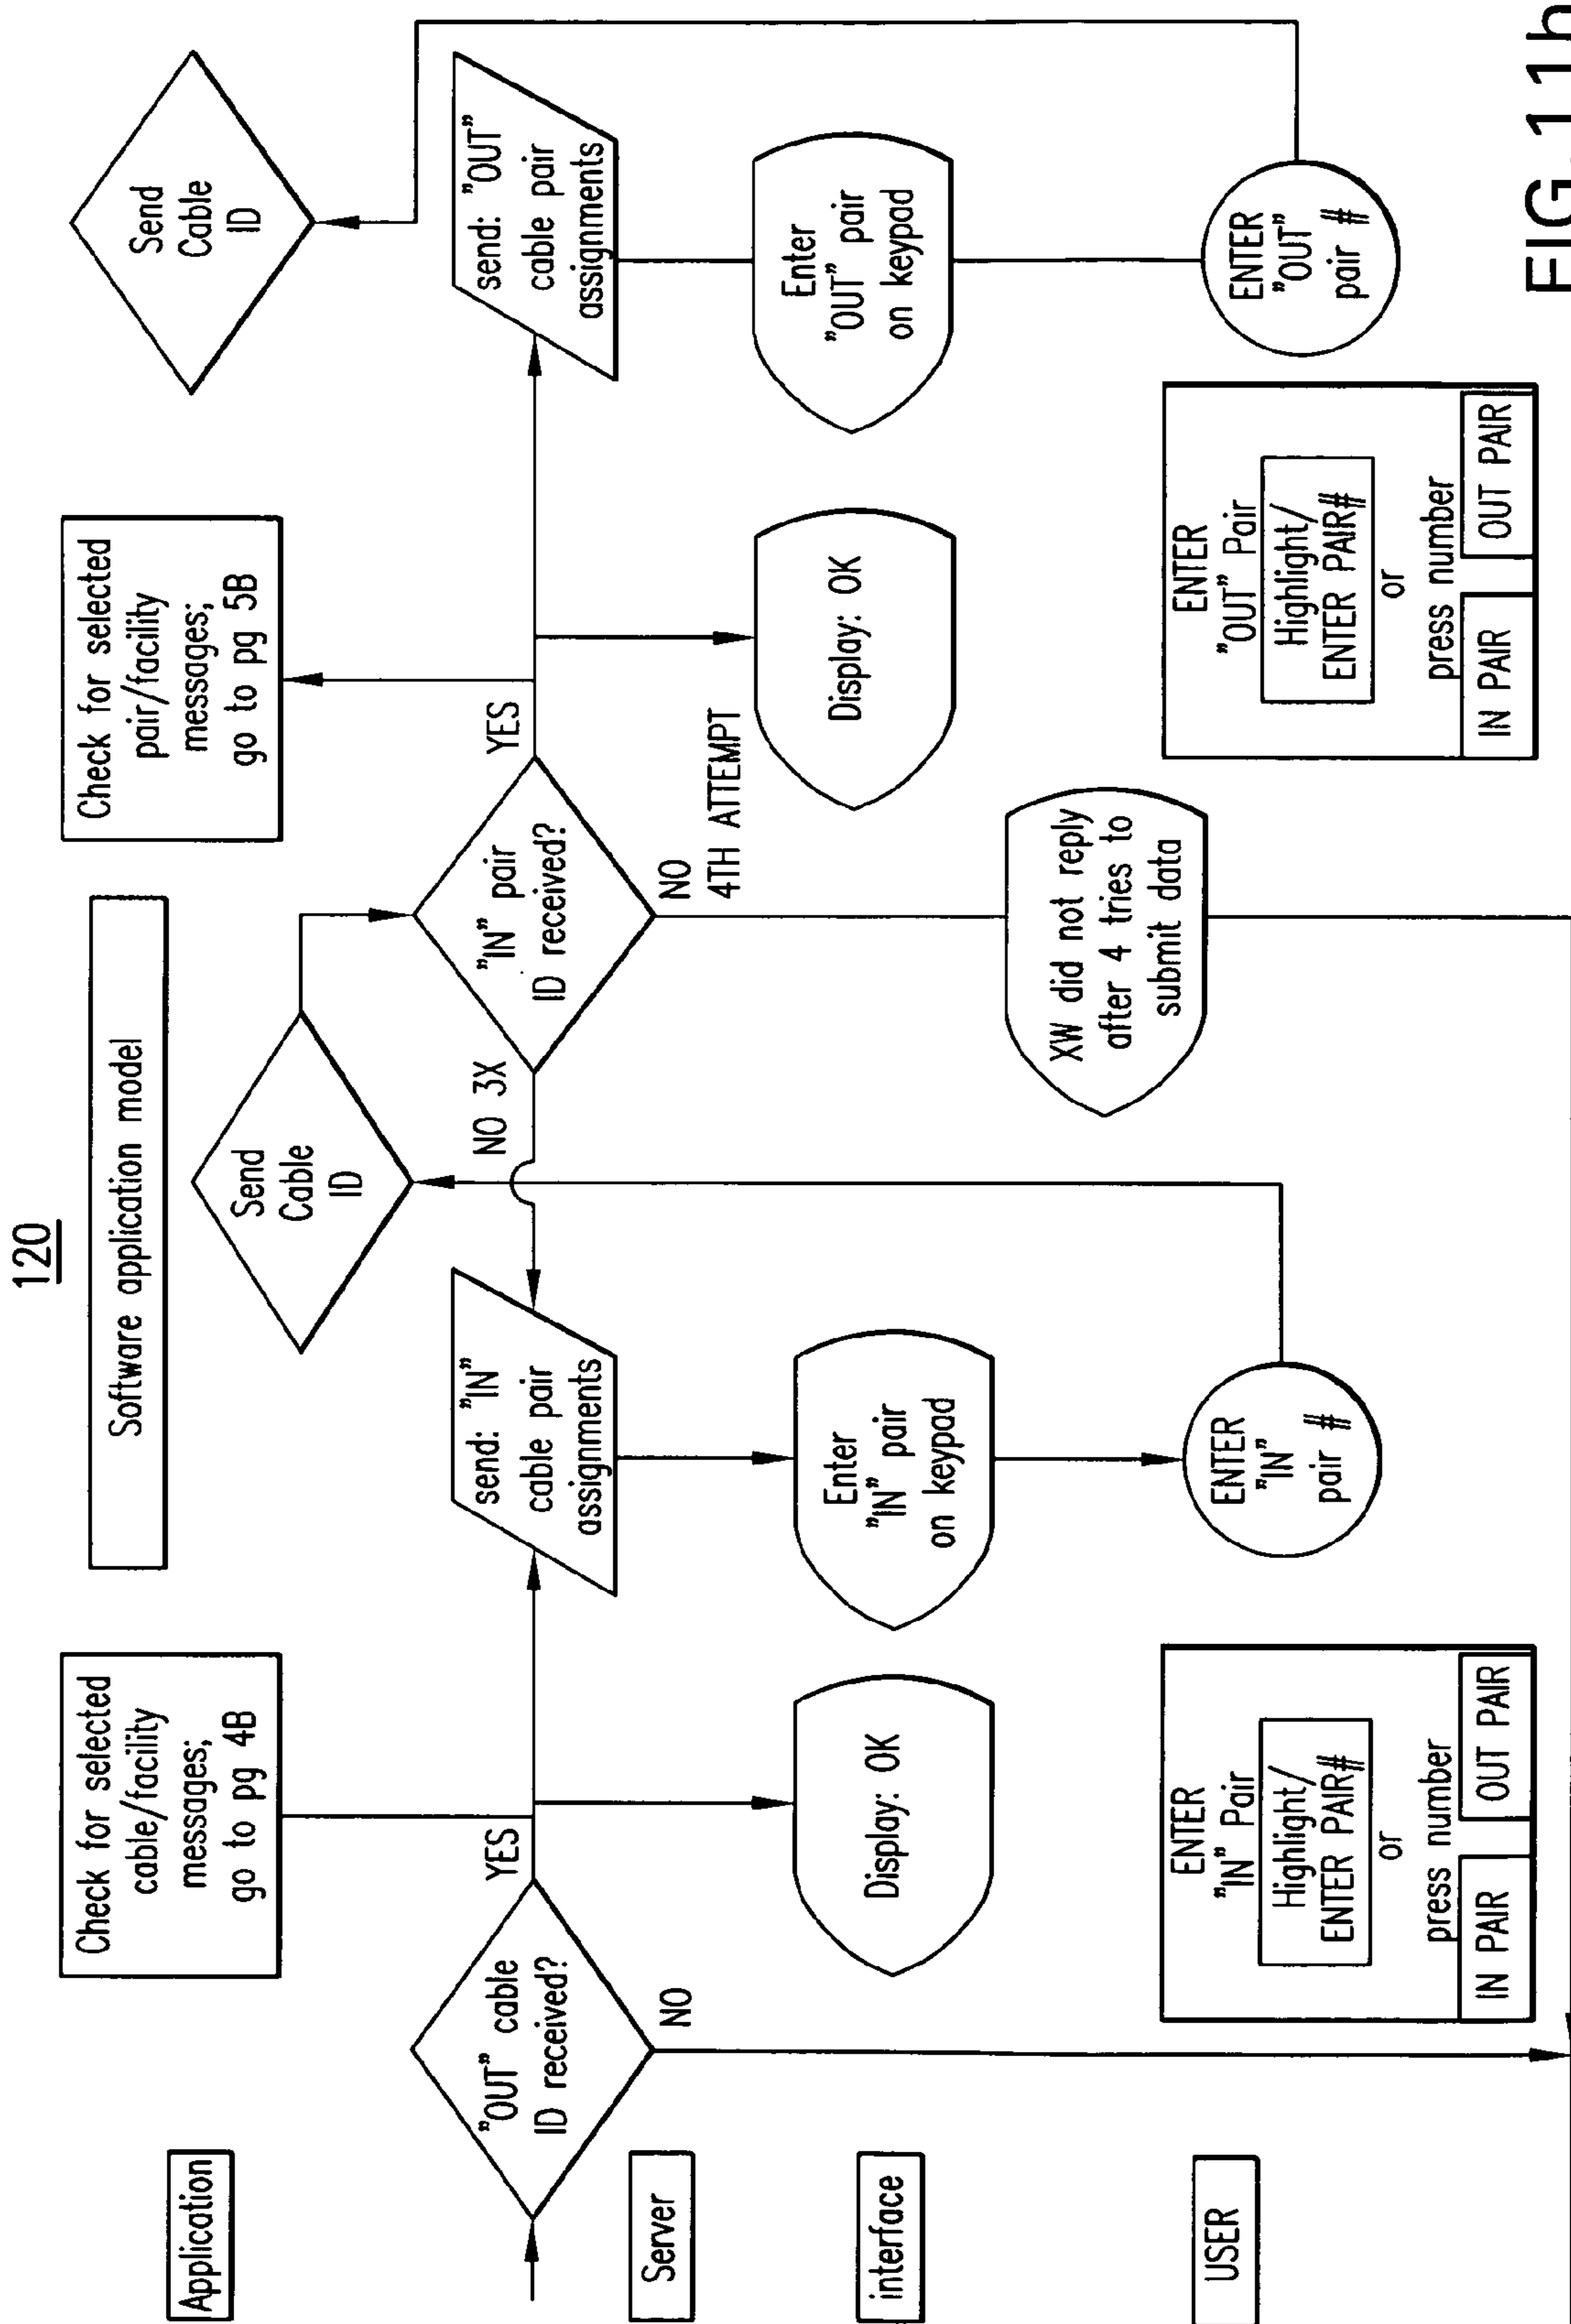 120
Software application model
Application
Server
interface
USER
"OUT" cable
ID received?
YES
NO
Check for selected
cable/facility
messages;
go to pg 4B
Display: OK
send: "IN"
cable pair
assignments
Enter
"IN" pair
on keypad
ENTER
"IN"
pair #
ENTER
"IN" Pair
Highlight/
ENTER PAIR#
or
press number
IN PAIR
OUT PAIR
Send
Cable
ID
"IN" pair
ID received?
NO 3X
YES
NO
4TH ATTEMPT
XW did not reply
after 4 tries to
submit data
Check for selected
pair/facility
messages;
go to pg 5B
Display: OK
send: "OUT"
cable pair
assignments
Enter
"OUT" pair
on keypad
ENTER
"OUT"
pair #
Send
Cable
ID
ENTER
"OUT" Pair
Highlight/
ENTER PAIR#
or
press number
IN PAIR
OUT PAIR
FIG. 11h